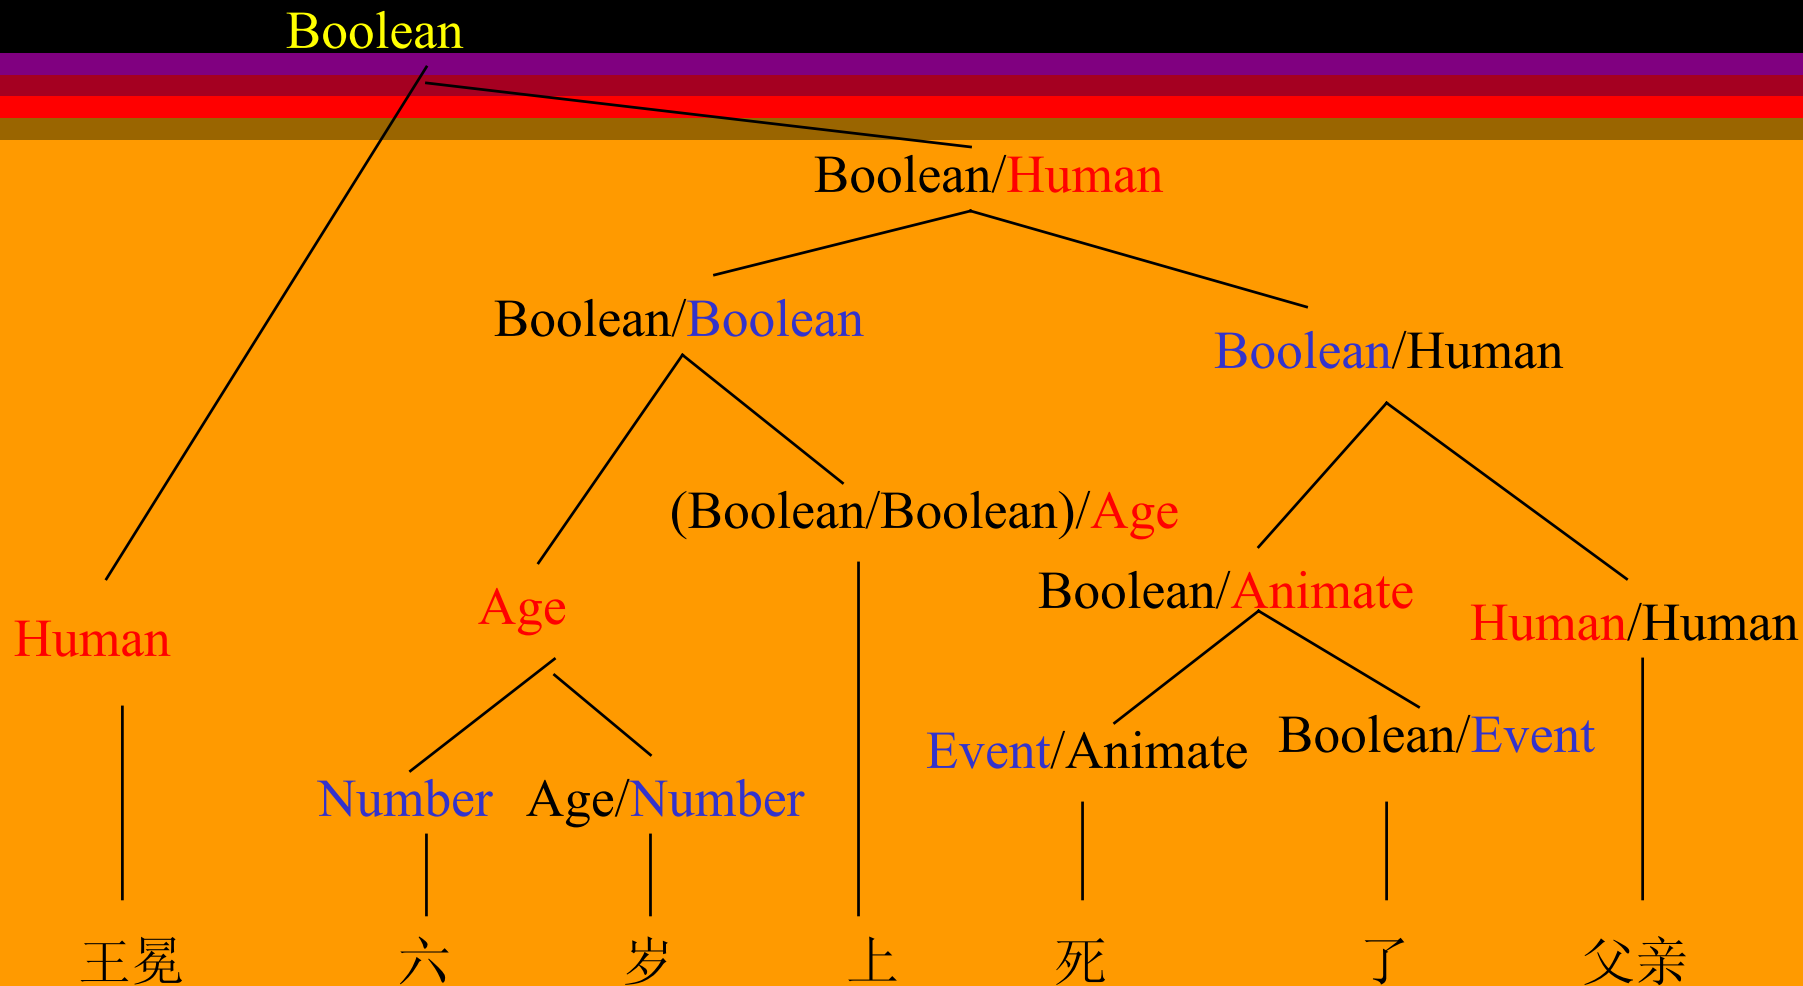 Boolean
Boolean/Human
Boolean/Boolean
Boolean/Human
(Boolean/Boolean)/Age
Human
Age
Boolean/Animate
Human/Human
Number
Age/Number
Event/Animate
Boolean/Event
王冕 六 岁 上 死 了 父亲